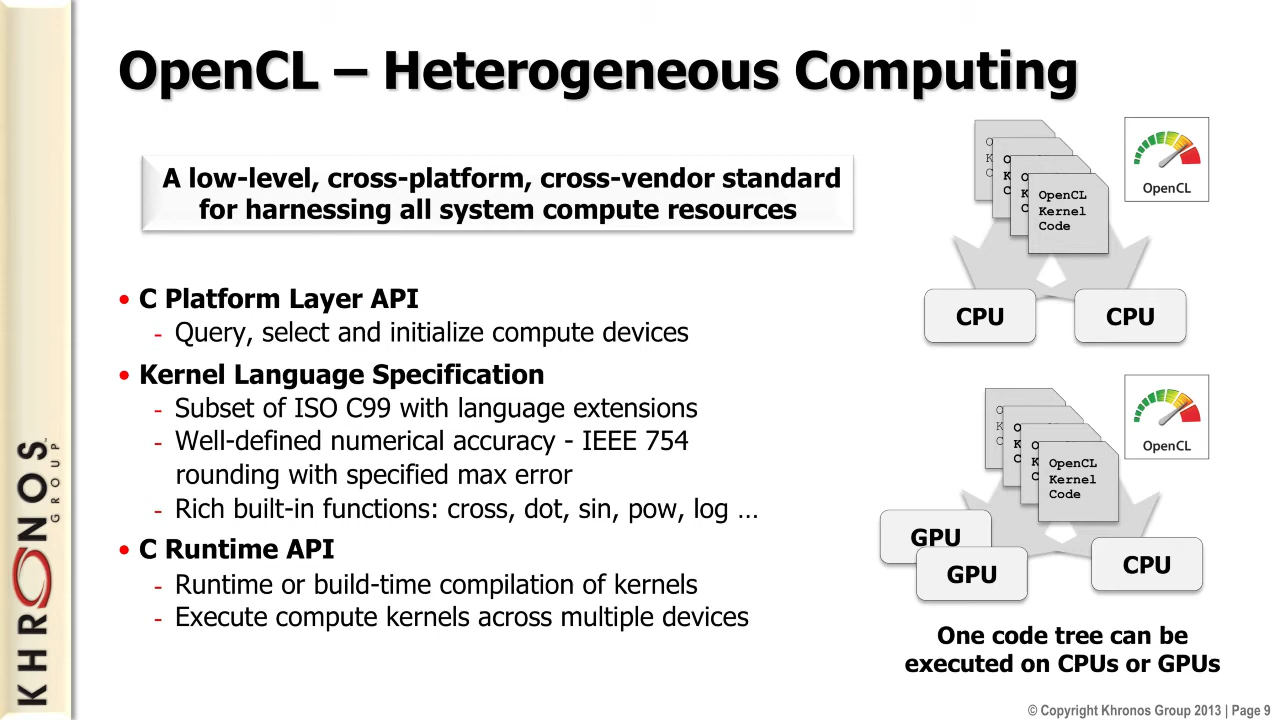 OpenCL – Heterogeneous Computing
A low-level, cross-platform, cross-vendor standard
for harnessing all system compute resources
• C Platform Layer API
- Query, select and initialize compute devices
• Kernel Language Specification
- Subset of ISO C99 with language extensions
- Well-defined numerical accuracy - IEEE 754
rounding with specified max error
- Rich built-in functions: cross, dot, sin, pow, log …
• C Runtime API
- Runtime or build-time compilation of kernels
- Execute compute kernels across multiple devices
O
K
C
O
K
C
O
K
C
OpenCL
Kernel
Code
OpenCL
CPU
CPU
O
K
C
O
K
C
O
K
C
OpenCL
Kernel
Code
OpenCL
GPU
GPU
CPU
One code tree can be
executed on CPUs or GPUs
KHRONOS
GROUP
© Copyright Khronos Group 2013 | Page 9